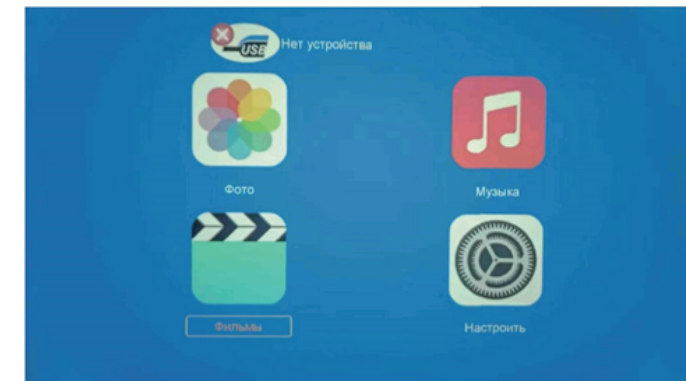 USB
Нет устройства
Фото
Музыка
Фильмы
Настроить